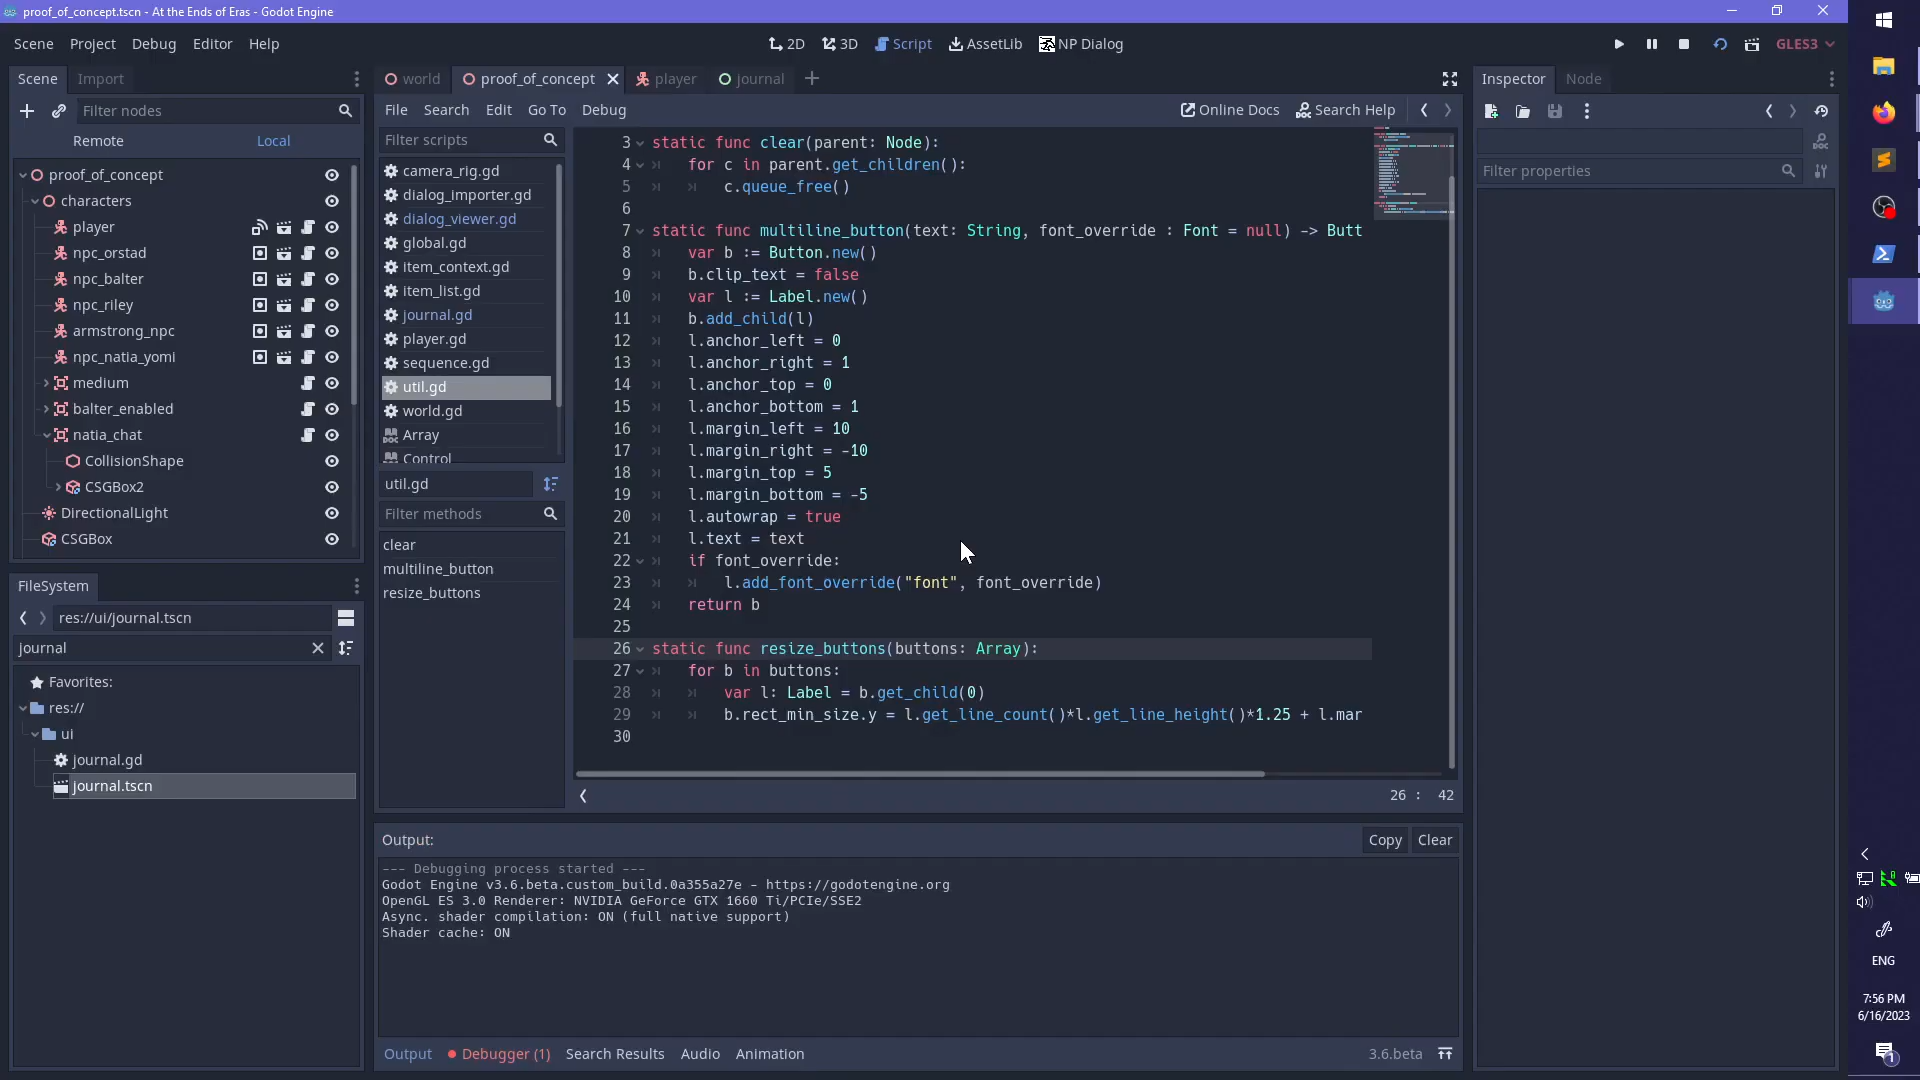 proof_of_concept.tscn - At the Ends of Eras - Godot Engine
Scene Project Debug Editor Help
2D 3D Script AssetLib NP Dialog
GLES3
Scene Import
world proof_of_concept player journal
Inspector Node
Filter nodes
File Search Edit Go To Debug
Online Docs Search Help
Remote Local
Filter scripts
Filter properties
proof_of_concept
characters
player
npc_orstad
npc_balter
npc_riley
armstrong_npc
npc_natia_yomi
medium
balter_enabled
natia_chat
CollisionShape
CSGBox2
DirectionalLight
CSGBox
camera_rig.gd
dialog_importer.gd
dialog_viewer.gd
global.gd
item_context.gd
item_list.gd
journal.gd
player.gd
sequence.gd
util.gd
world.gd
Array
Control
util.gd
Filter methods
clear
multiline_button
resize_buttons
3 static func clear(parent: Node):
4 for c in parent.get_children():
5 c.queue_free()
6
7 static func multiline_button(text: String, font_override : Font = null) -> Butt
8 var b := Button.new()
9 b.clip_text = false
10 var l := Label.new()
11 b.add_child(l)
12 l.anchor_left = 0
13 l.anchor_right = 1
14 l.anchor_top = 0
15 l.anchor_bottom = 1
16 l.margin_left = 10
17 l.margin_right = -10
18 l.margin_top = 5
19 l.margin_bottom = -5
20 l.autowrap = true
21 l.text = text
22 if font_override:
23 l.add_font_override("font", font_override)
24 return b
25
26 static func resize_buttons(buttons: Array):
27 for b in buttons:
28 var l: Label = b.get_child(0)
29 b.rect_min_size.y = l.get_line_count()*l.get_line_height()*1.25 + l.mar
30
26 : 42
FileSystem
res://ui/journal.tscn
journal
Favorites:
res://
ui
journal.gd
journal.tscn
Output:
Copy Clear
--- Debugging process started ---
Godot Engine v3.6.beta.custom_build.0a355a27e - https://godotengine.org
OpenGL ES 3.0 Renderer: NVIDIA GeForce GTX 1660 Ti/PCIe/SSE2
Async. shader compilation: ON (full native support)
Shader cache: ON
Output Debugger (1) Search Results Audio Animation
3.6.beta
ENG
7:56 PM
6/16/2023
1